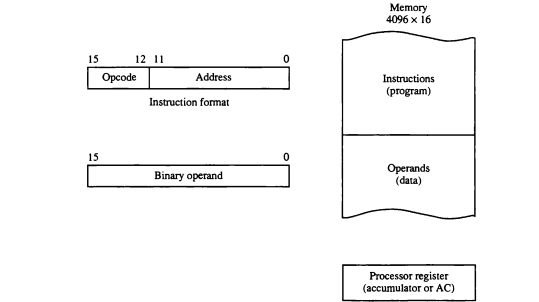 Memory
4096 × 16
15 12 11 0
Opcode Address
Instruction format
Instructions
(program)
15 0
Binary operand
Operands
(data)
Processor register
(accumulator or AC)